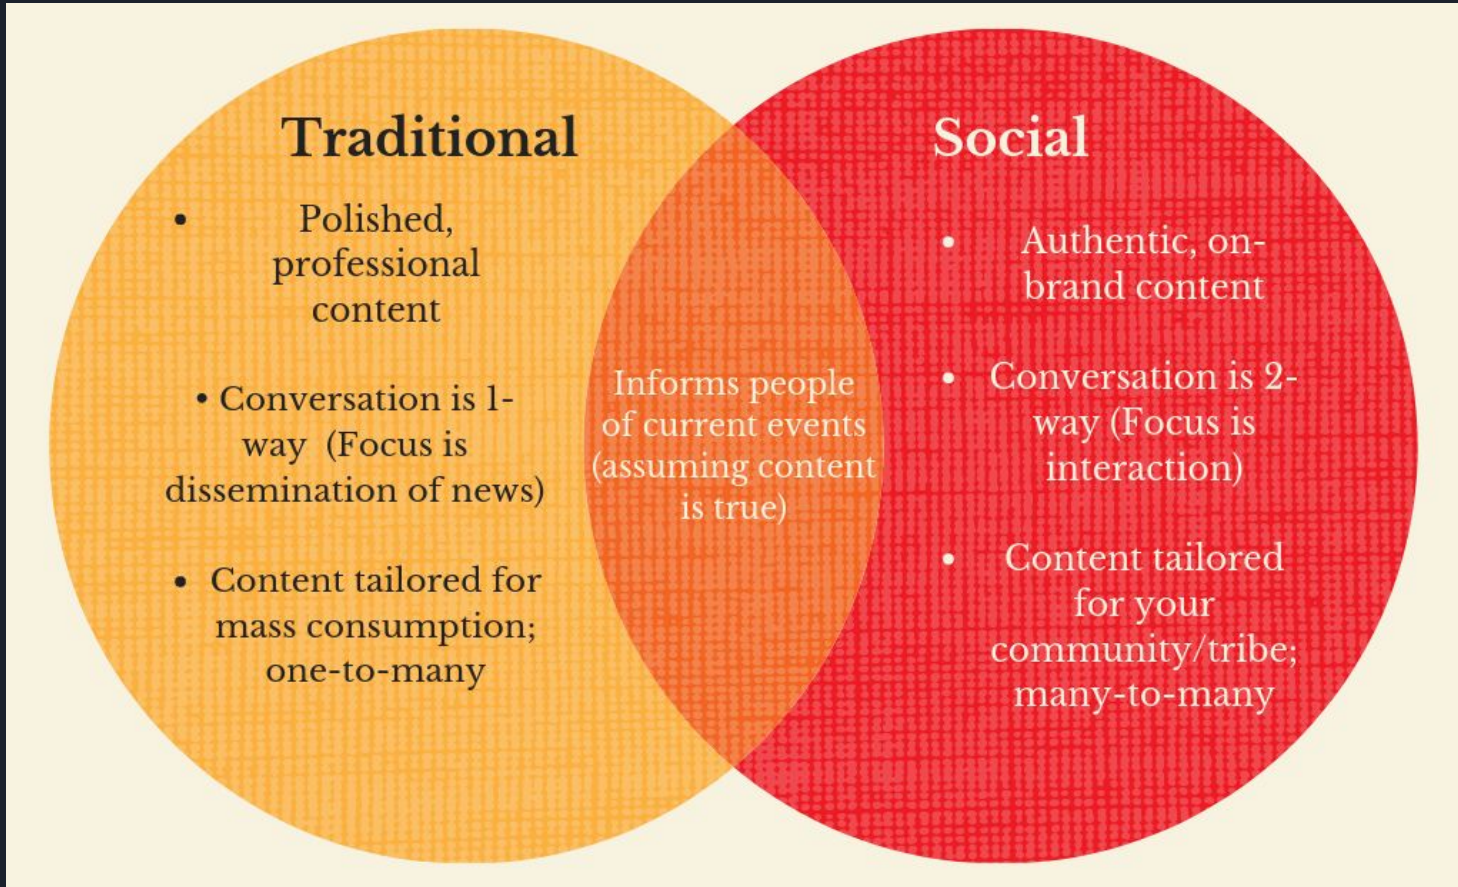 Traditional
• Polished,
professional
content
• Conversation is 1-
way (Focus is
dissemination of news)
• Content tailored for
mass consumption;
one-to-many
Informs people
of current events
(assuming content
is true)
Social
• Authentic, on-
brand content
• Conversation is 2-
way (Focus is
interaction)
• Content tailored
for your
community/tribe;
many-to-many